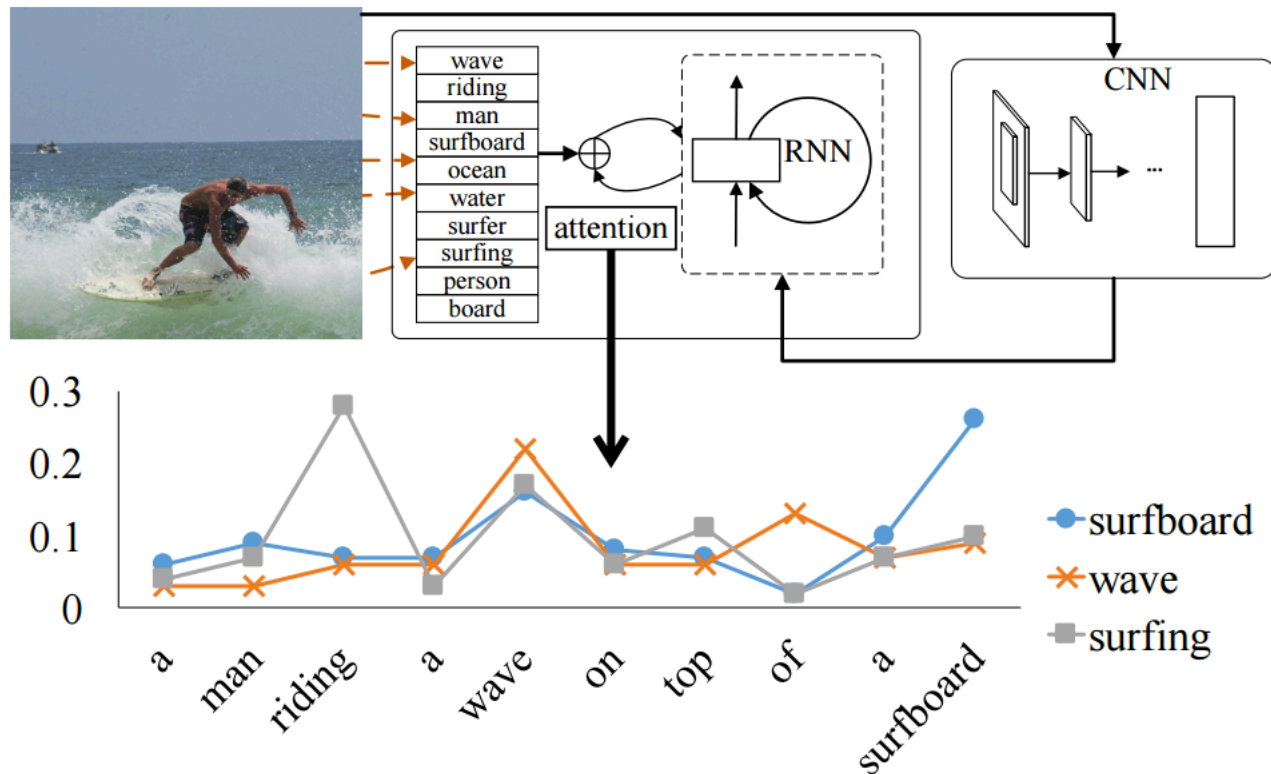 wave
riding
man
surfboard
ocean
water
surfer
surfing
person
board
attention
RNN
CNN
...
0.3
0.2
0.1
0
a
man
riding
a
wave
on
top
of
a
surfboard
surfboard
wave
surfing